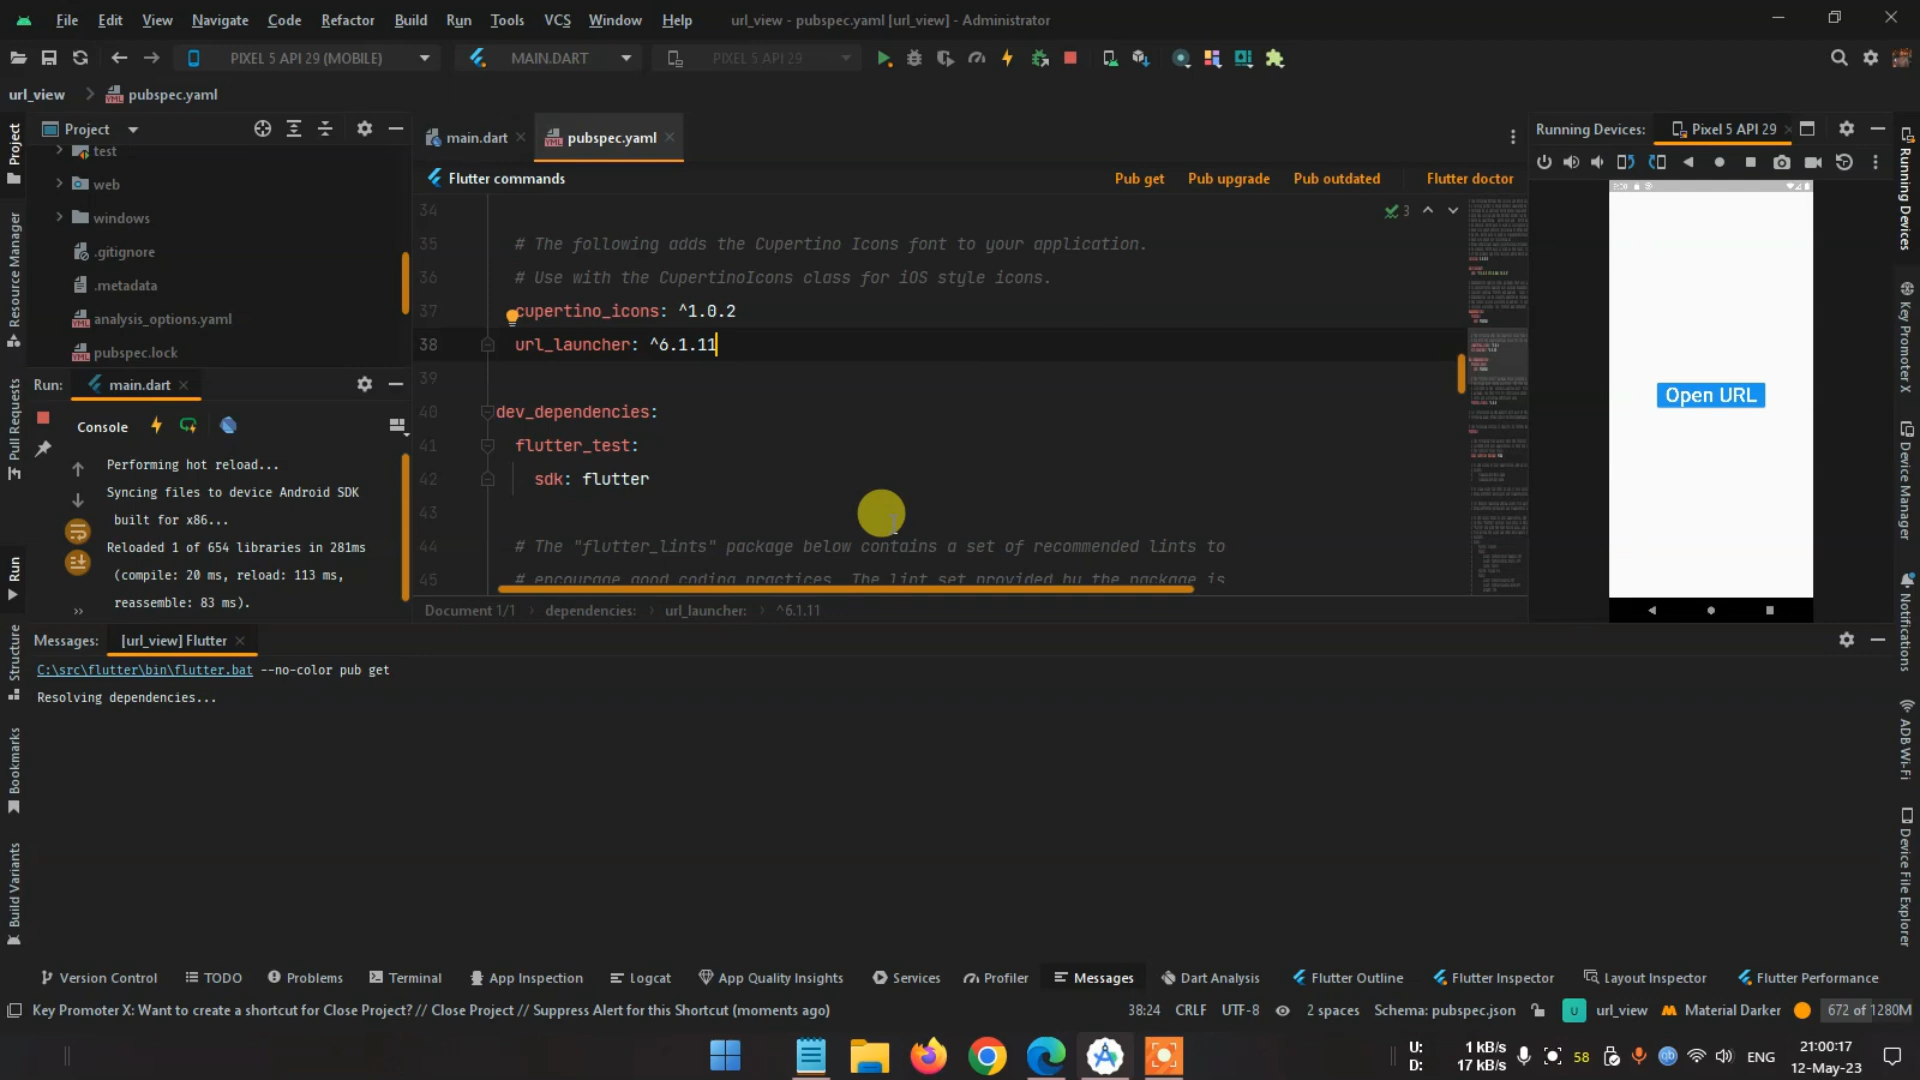 File Edit View Navigate Code Refactor Build Run Tools VCS Window Help url_view - pubspec.yaml [url_view] - Administrator
PIXEL 5 API 29 (MOBILE) MAIN.DART PIXEL 5 API 29
url_view pubspec.yaml
Project
test
web
windows
.gitignore
.metadata
analysis_options.yaml
pubspec.lock
main.dart pubspec.yaml
Flutter commands Pub get Pub upgrade Pub outdated Flutter doctor
3
34
35 # The following adds the Cupertino Icons font to your application.
36 # Use with the CupertinoIcons class for iOS style icons.
37 cupertino_icons: ^1.0.2
38 url_launcher: ^6.1.11
39
40 dev_dependencies:
41 flutter_test:
42 sdk: flutter
43
44 # The "flutter_lints" package below contains a set of recommended lints to
45 # encourage good coding practices. The lint set provided by the package is
Document 1/1 dependencies: url_launcher: ^6.1.11
Running Devices: Pixel 5 API 29
Open URL
Run: main.dart
Console
Performing hot reload...
Syncing files to device Android SDK
built for x86...
Reloaded 1 of 654 libraries in 281ms
(compile: 20 ms, reload: 113 ms,
reassemble: 83 ms).
Messages: [url_view] Flutter
C:\src\flutter\bin\flutter.bat --no-color pub get
Resolving dependencies...
Project
Resource Manager
Pull Requests
Run
Structure
Bookmarks
Build Variants
Running Devices
Key Promoter X
Device Manager
Notifications
ADB Wi-Fi
Device File Explorer
Version Control TODO Problems Terminal App Inspection Logcat App Quality Insights Services Profiler Messages Dart Analysis Flutter Outline Flutter Inspector Layout Inspector Flutter Performance
Key Promoter X: Want to create a shortcut for Close Project? // Close Project // Suppress Alert for this Shortcut (moments ago) 38:24 CRLF UTF-8 2 spaces Schema: pubspec.json U url_view Material Darker 672 of 1280M
U: 1 kB/s
D: 17 kB/s
58 ENG
21:00:17
12-May-23